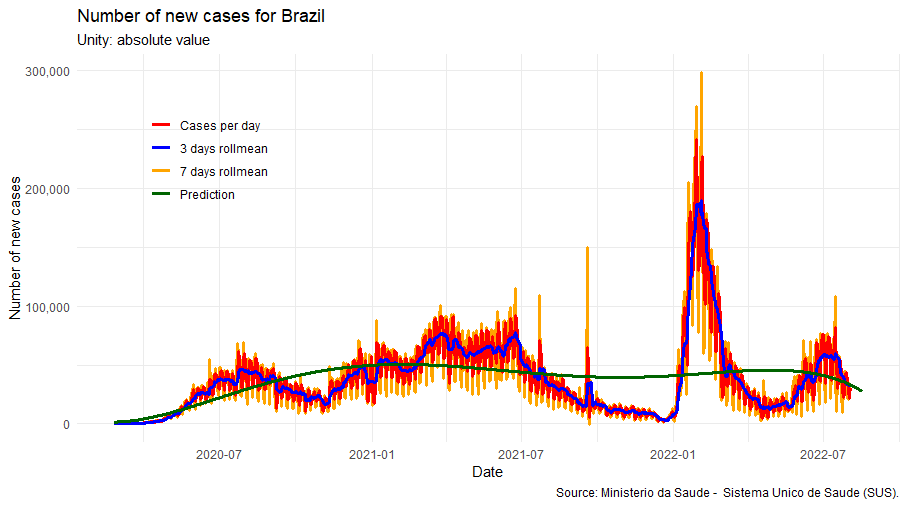 Number of new cases for Brazil
Unity: absolute value
300,000
200,000
100,000
0
Number of new cases
Cases per day
3 days rollmean
7 days rollmean
Prediction
2020-07
2021-01
2021-07
2022-01
2022-07
Date
Source: Ministerio da Saude -  Sistema Unico de Saude (SUS).